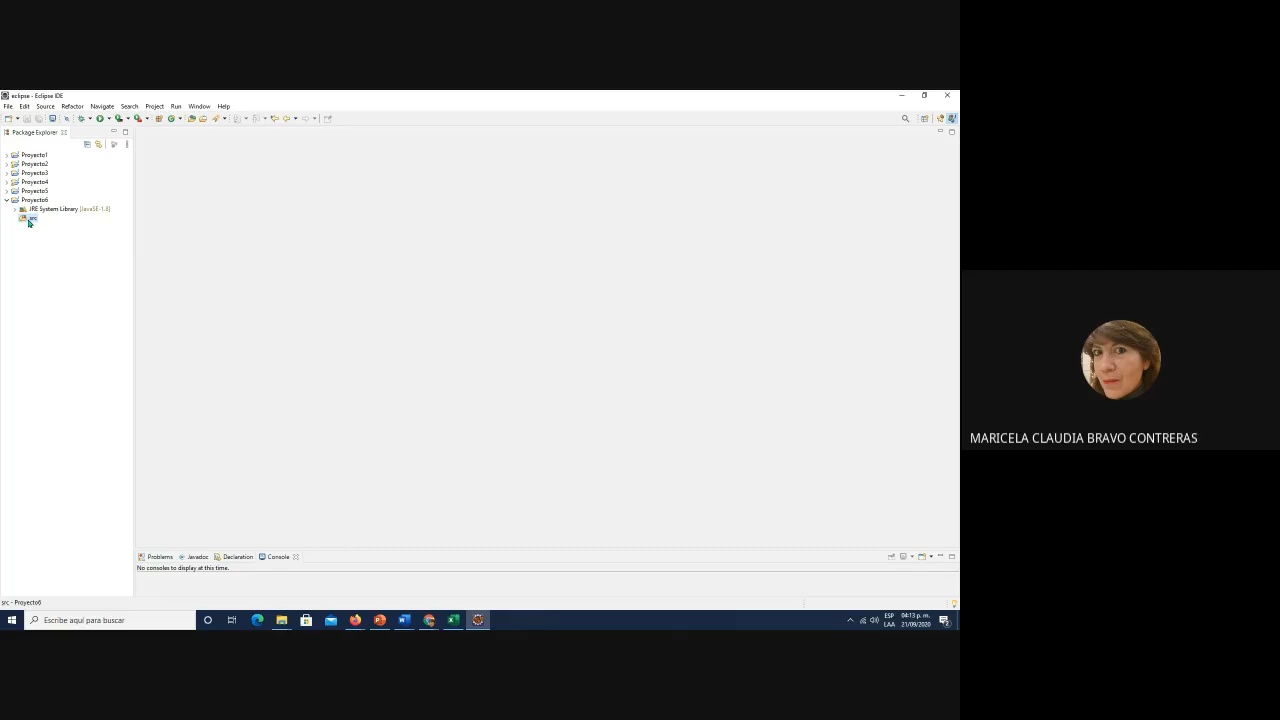 eclipse - Eclipse IDE
File Edit Source Refactor Navigate Search Project Run Window Help
Package Explorer
Proyecto1
Proyecto2
Proyecto3
Proyecto4
Proyecto5
Proyecto6
JRE System Library [JavaSE-1.8]
src
MARICELA CLAUDIA BRAVO CONTRERAS
Problems Javadoc Declaration Console
No consoles to display at this time.
src - Proyecto6
Escribe aquí para buscar
ESP
LAA
04:13 p. m.
21/09/2020